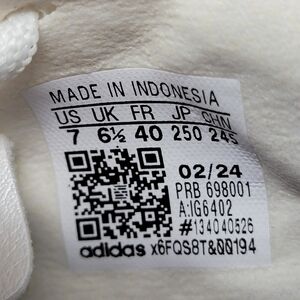 MADE IN INDONESIA
US UK FR JP CHN
7 6½ 40 250 245
02/24
PRB 698001
A:IG6402
#134040526
adidas x6FQS8T&00194